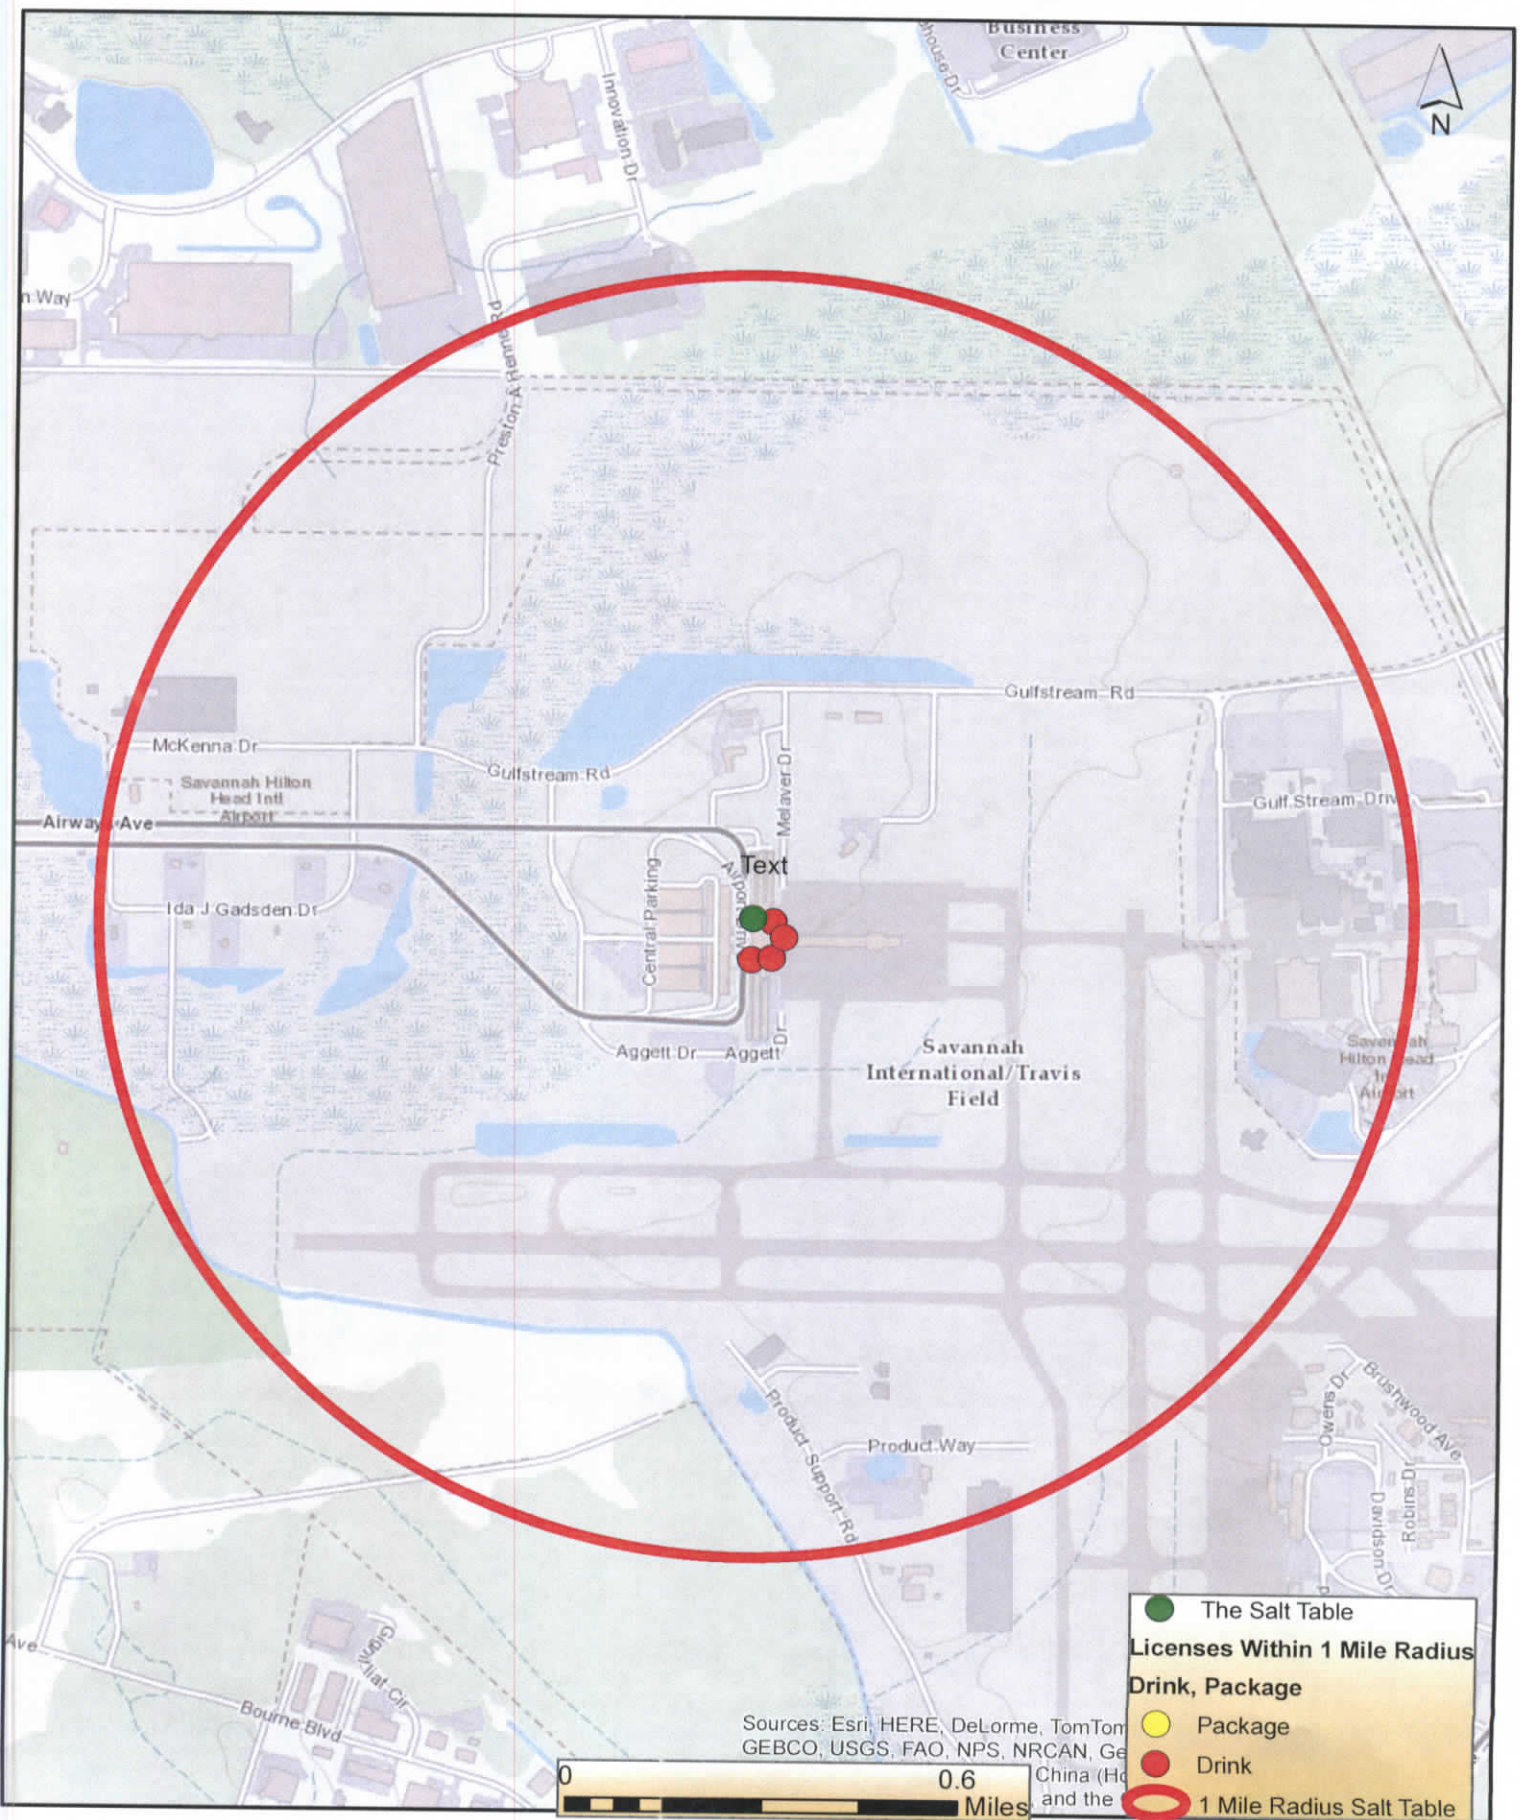 Business
Center
N
Innovation Dr
n Way
Preston A Henne Rd
Gulfstream Rd
McKenna Dr
Gulfstream Rd
Melaver Dr
Savannah Hilton
Head Intl
Airport
Gulf Stream Driv
Airways Ave
Text
Central Parking
Ida J Gadsden Dr
Aggett Dr
Aggett
Dr
Savannah
International/Travis
Field
Savannah
Hilton Head
Airport
Product Support Rd
Product Way
Owens Dr
Brushwood Ave
Robins Dr
Davidson Dr
Ave
Bourne Blvd
The Salt Table
Licenses Within 1 Mile Radius
Drink, Package
Package
Drink
1 Mile Radius Salt Table
Sources: Esri, HERE, DeLorme, TomTom
GEBCO, USGS, FAO, NPS, NRCAN, Ge
China (Ho
and the
0
0.6
Miles